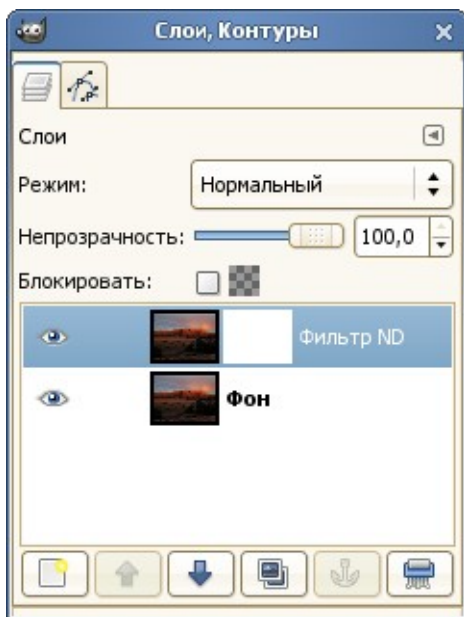 Слои, Контуры
Слои
Режим: Нормальный
Непрозрачность: 100,0
Блокировать:
Фильтр ND
Фон